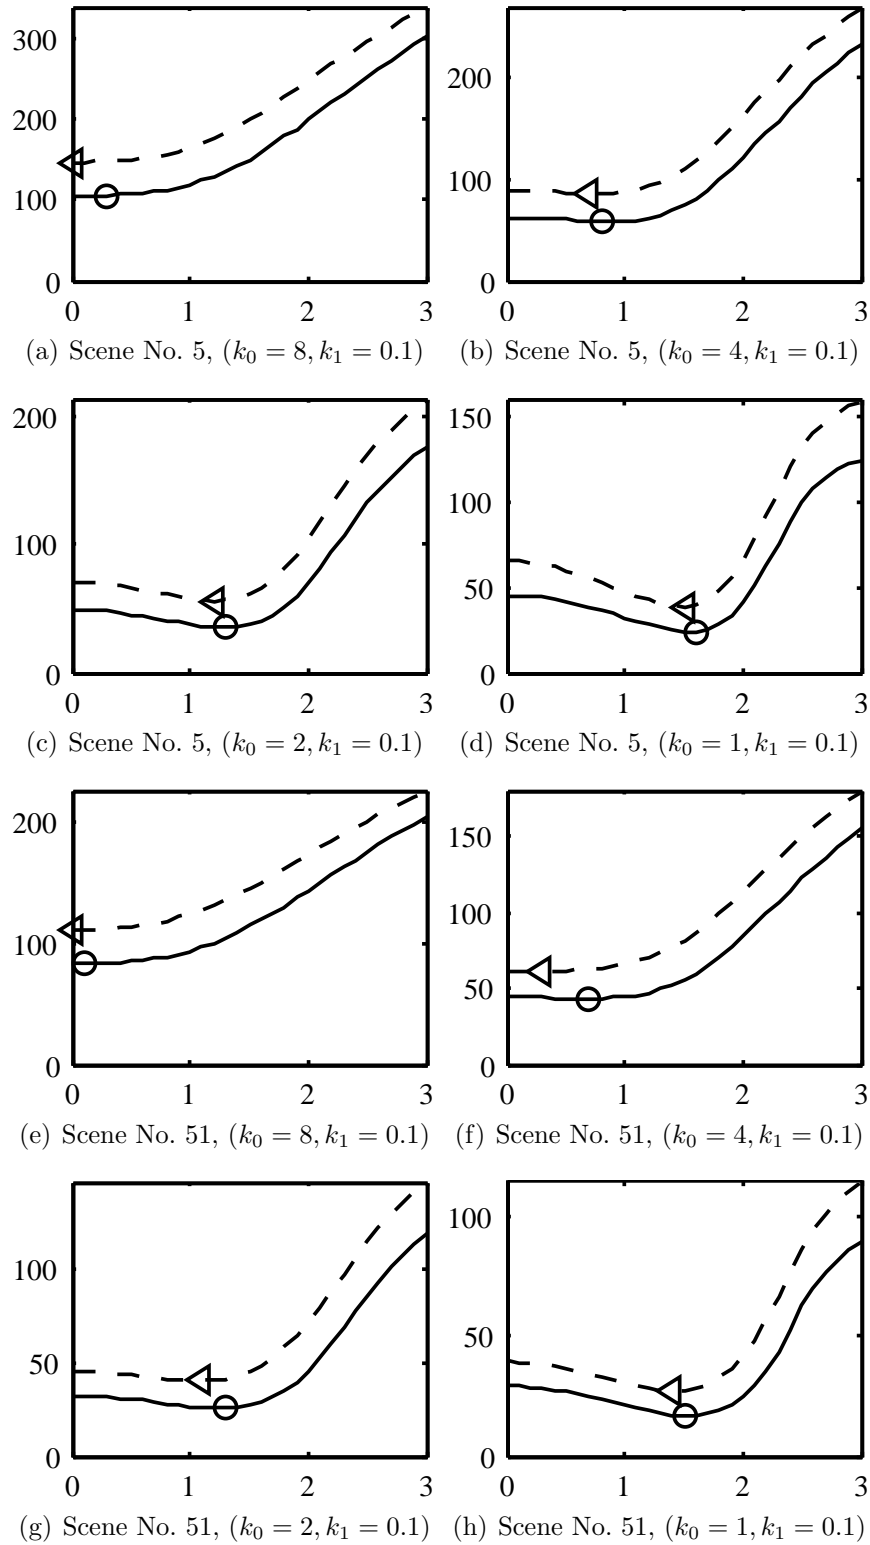 300
200
100
0
0 1 2 3
200
100
0
0 1 2 3
(a) Scene No. 5, (k₀ = 8, k₁ = 0.1)
(b) Scene No. 5, (k₀ = 4, k₁ = 0.1)
200
100
0
0 1 2 3
150
100
50
0
0 1 2 3
(c) Scene No. 5, (k₀ = 2, k₁ = 0.1)
(d) Scene No. 5, (k₀ = 1, k₁ = 0.1)
200
100
0
0 1 2 3
150
100
50
0
0 1 2 3
(e) Scene No. 51, (k₀ = 8, k₁ = 0.1)
(f) Scene No. 51, (k₀ = 4, k₁ = 0.1)
100
50
0
0 1 2 3
100
50
0
0 1 2 3
(g) Scene No. 51, (k₀ = 2, k₁ = 0.1)
(h) Scene No. 51, (k₀ = 1, k₁ = 0.1)